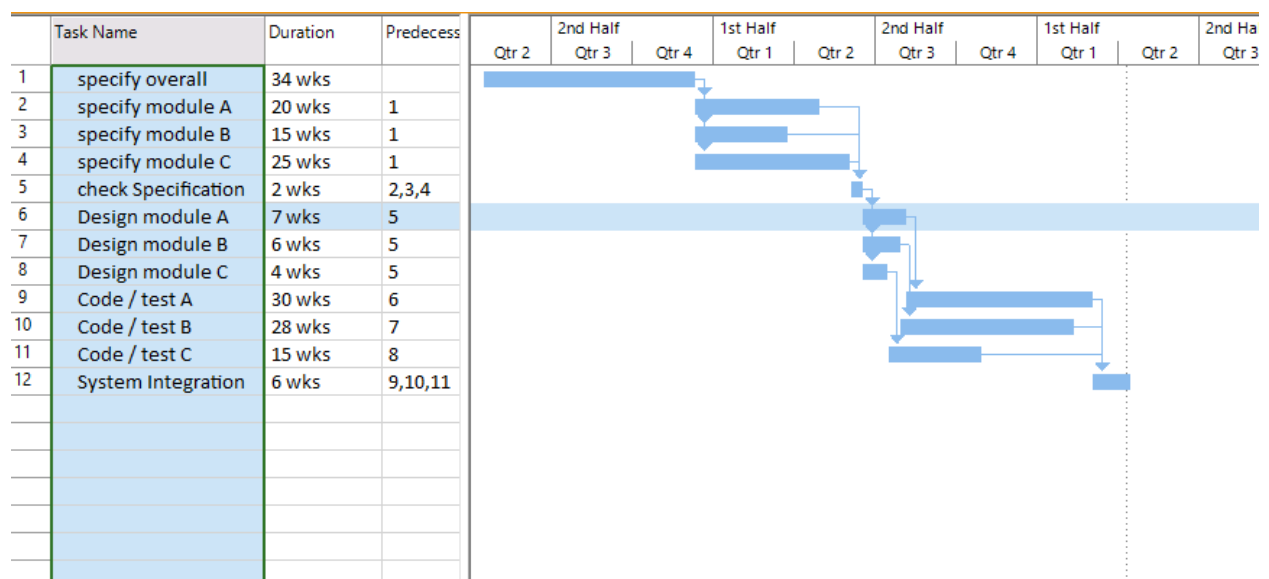 Task Name Duration Predecess 2nd Half 1st Half 2nd Half 1st Half 2nd Ha
Qtr 2 Qtr 3 Qtr 4 Qtr 1 Qtr 2 Qtr 3 Qtr 4 Qtr 1 Qtr 2 Qtr 3
1 specify overall 34 wks
2 specify module A 20 wks 1
3 specify module B 15 wks 1
4 specify module C 25 wks 1
5 check Specification 2 wks 2,3,4
6 Design module A 7 wks 5
7 Design module B 6 wks 5
8 Design module C 4 wks 5
9 Code / test A 30 wks 6
10 Code / test B 28 wks 7
11 Code / test C 15 wks 8
12 System Integration 6 wks 9,10,11